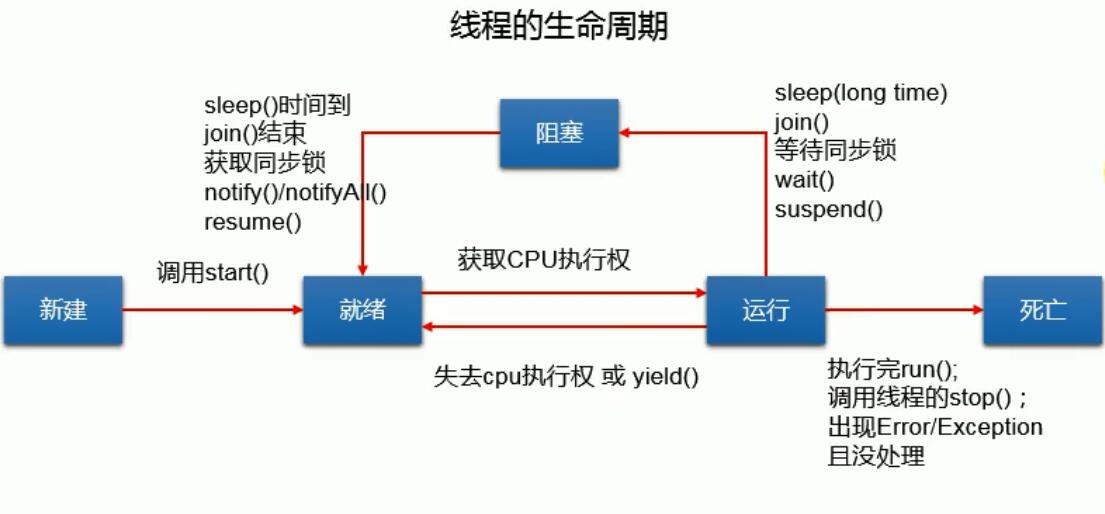 线程的生命周期
sleep()时间到
join()结束
获取同步锁
notify()/notifyAll()
resume()
阻塞
sleep(long time)
join()
等待同步锁
wait()
suspend()
新建
调用start()
就绪
获取CPU执行权
失去cpu执行权 或 yield()
运行
死亡
执行完run();
调用线程的stop()；
出现Error/Exception
且没处理